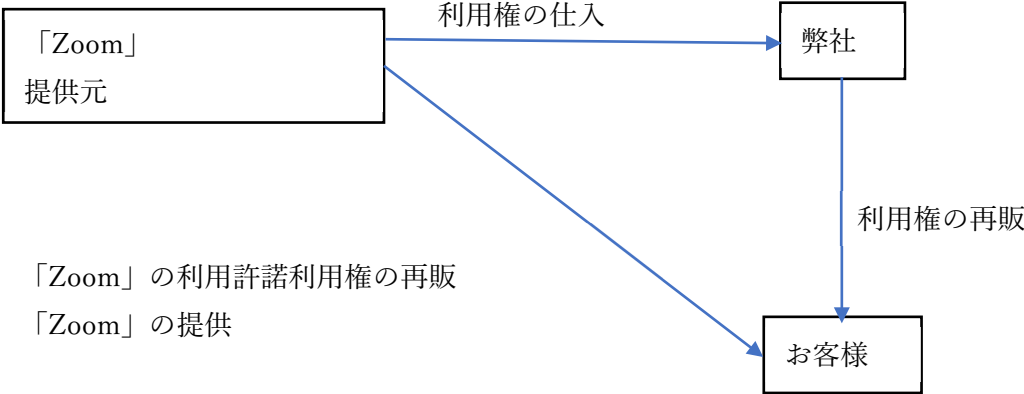 利用権の仕入
「Zoom」
提供元
弊社
利用権の再販
「Zoom」の利用許諾利用権の再販
「Zoom」の提供
お客様